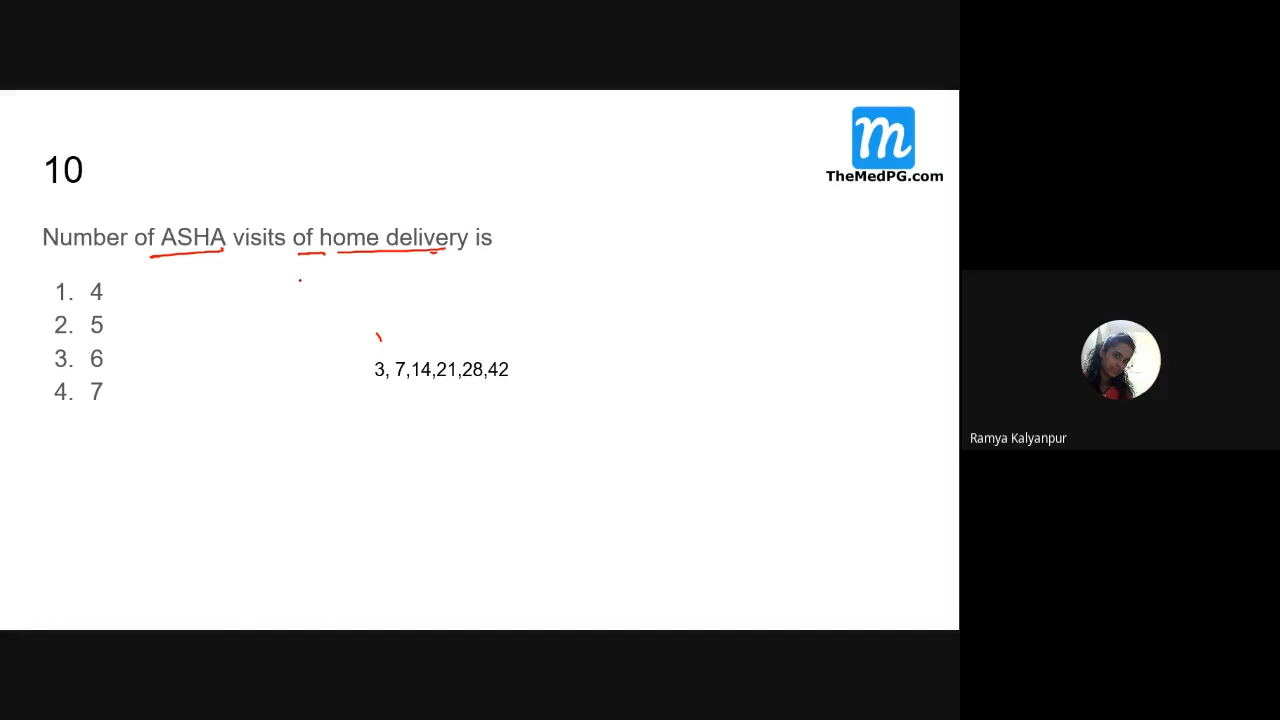 m
TheMedPG.com
10
Number of ASHA visits of home delivery is
1. 4
2. 5
3. 6
4. 7
3, 7,14,21,28,42
Ramya Kalyanpur